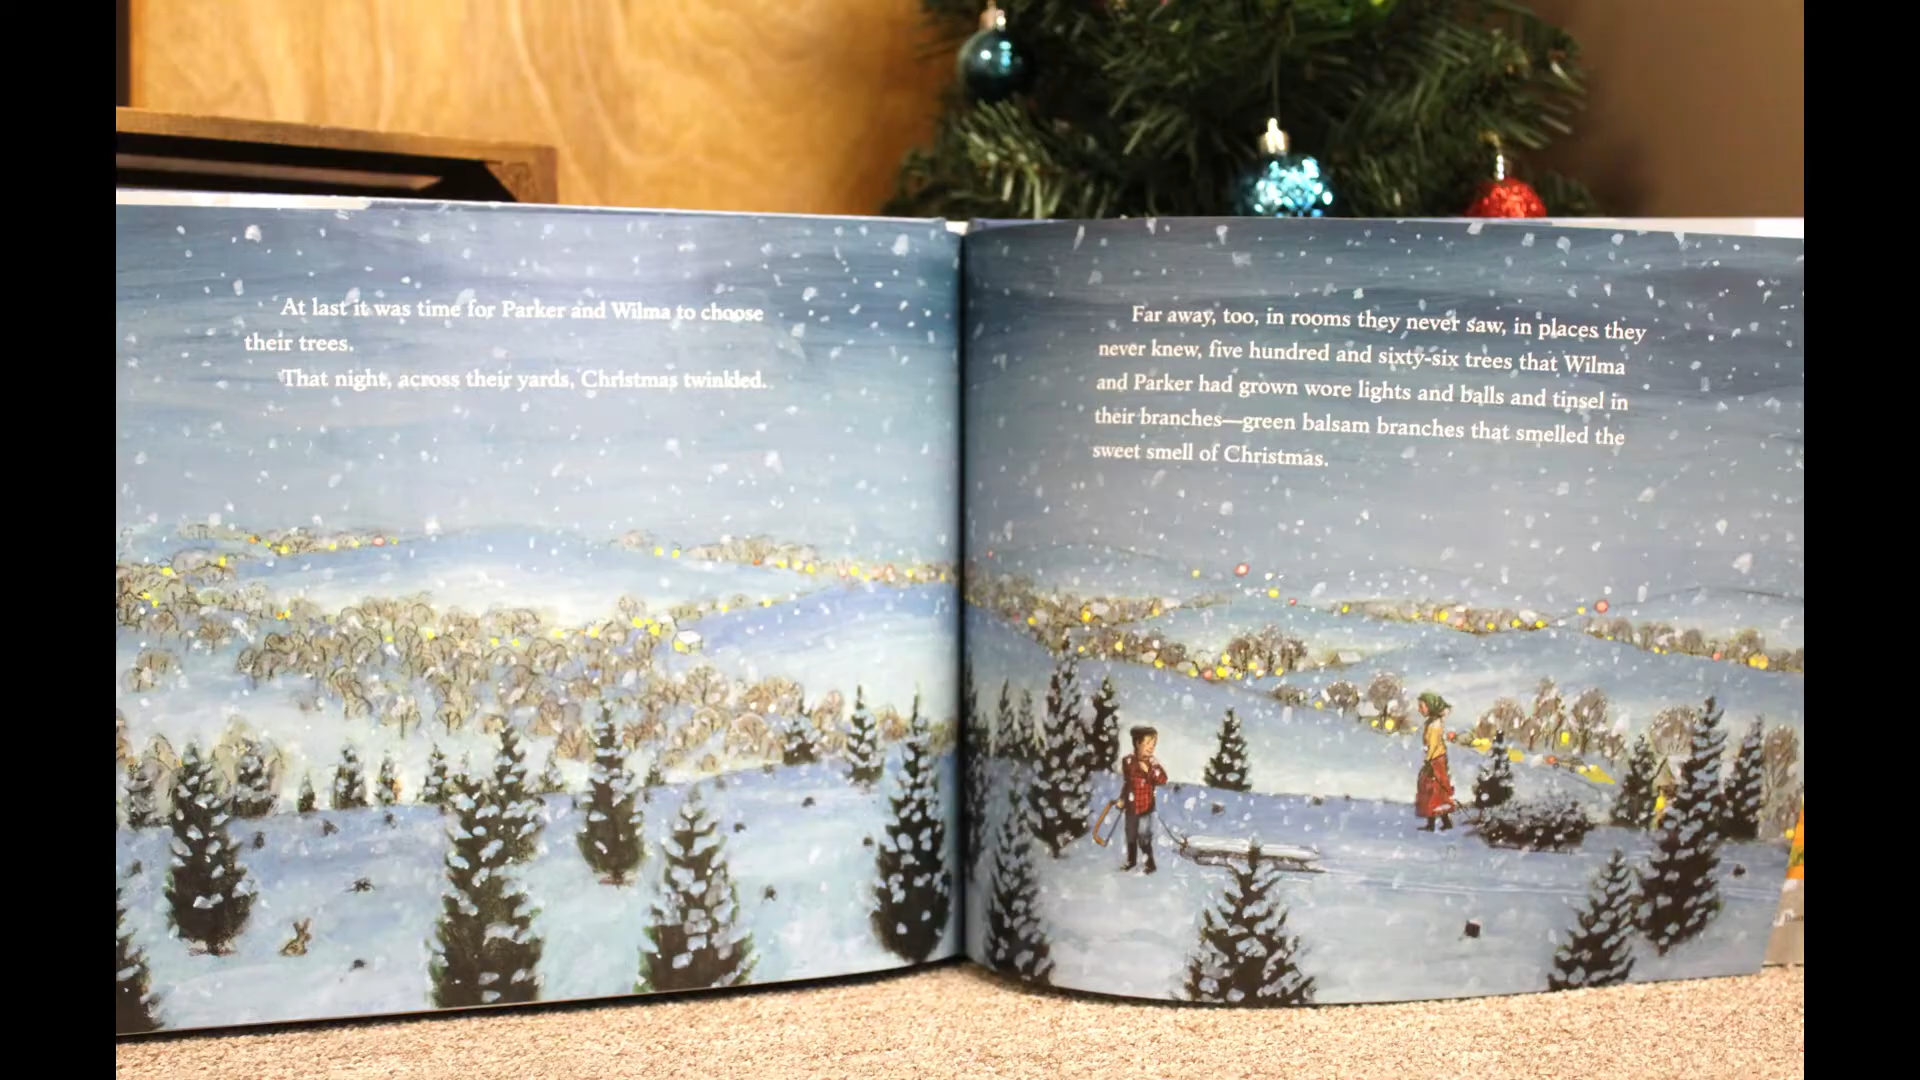 At last it was time for Parker and Wilma to choose
their trees.
That night, across their yards, Christmas twinkled.
Far away, too, in rooms they never saw, in places they
never knew, five hundred and sixty-six trees that Wilma
and Parker had grown wore lights and balls and tinsel in
their branches—green balsam branches that smelled the
sweet smell of Christmas.